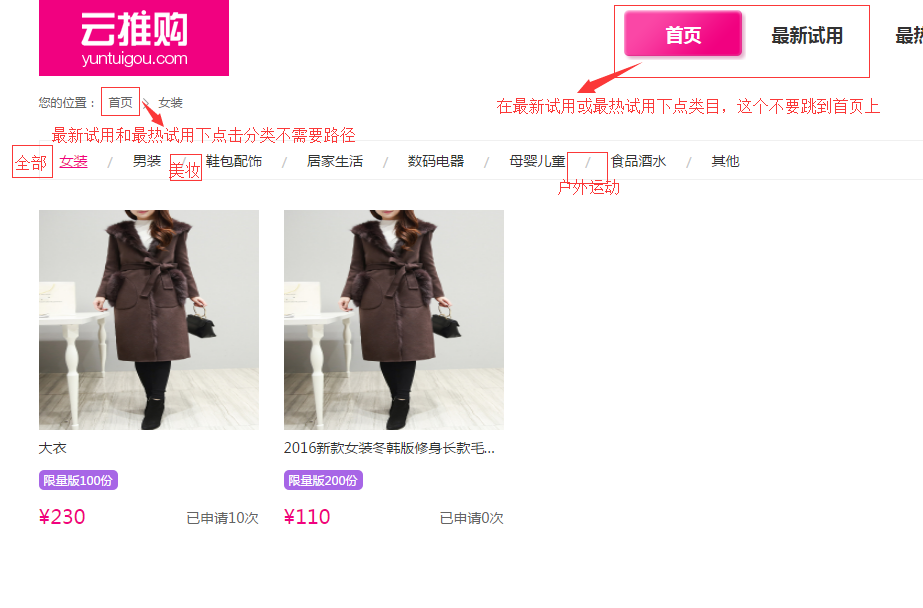 云推购
yuntuigou.com
首页 最新试用 最热
在最新试用或最热试用下点类目，这个不要跳到首页上
您的位置： 首页 > 女装
最新试用和最热试用下点击分类不需要路径
全部 女装 / 男装 / 鞋包配饰 / 居家生活 / 数码电器 / 母婴儿童 / 食品酒水 / 其他
美妆
户外运动
大衣 2016新款女装冬韩版修身长款毛...
限量版100份 限量版200份
¥230 已申请10次 ¥110 已申请0次